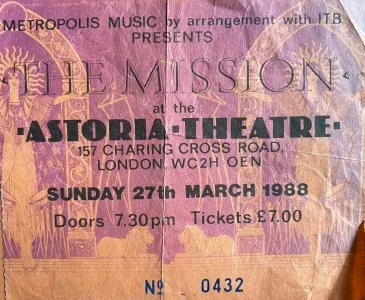 METROPOLIS MUSIC by arrangement with ITB
PRESENTS
THE MISSION
at the
·ASTORIA·THEATRE·
157 CHARING CROSS ROAD,
LONDON. WC2H OEN
SUNDAY 27th MARCH 1988
Doors 7.30pm Tickets £7.00
No 0432